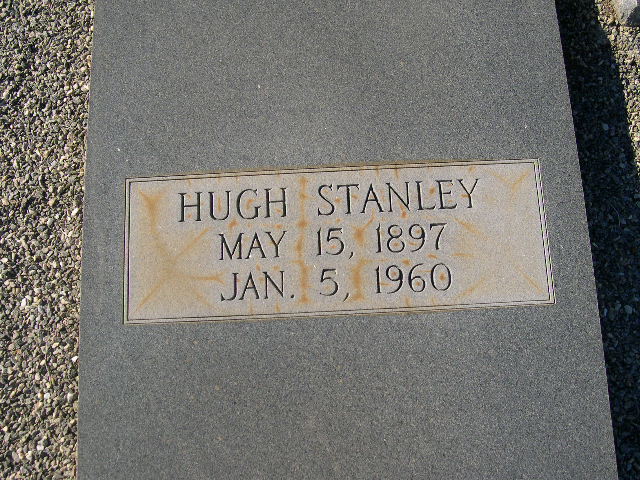 HUGH STANLEY
MAY 15, 1897
JAN. 5, 1960